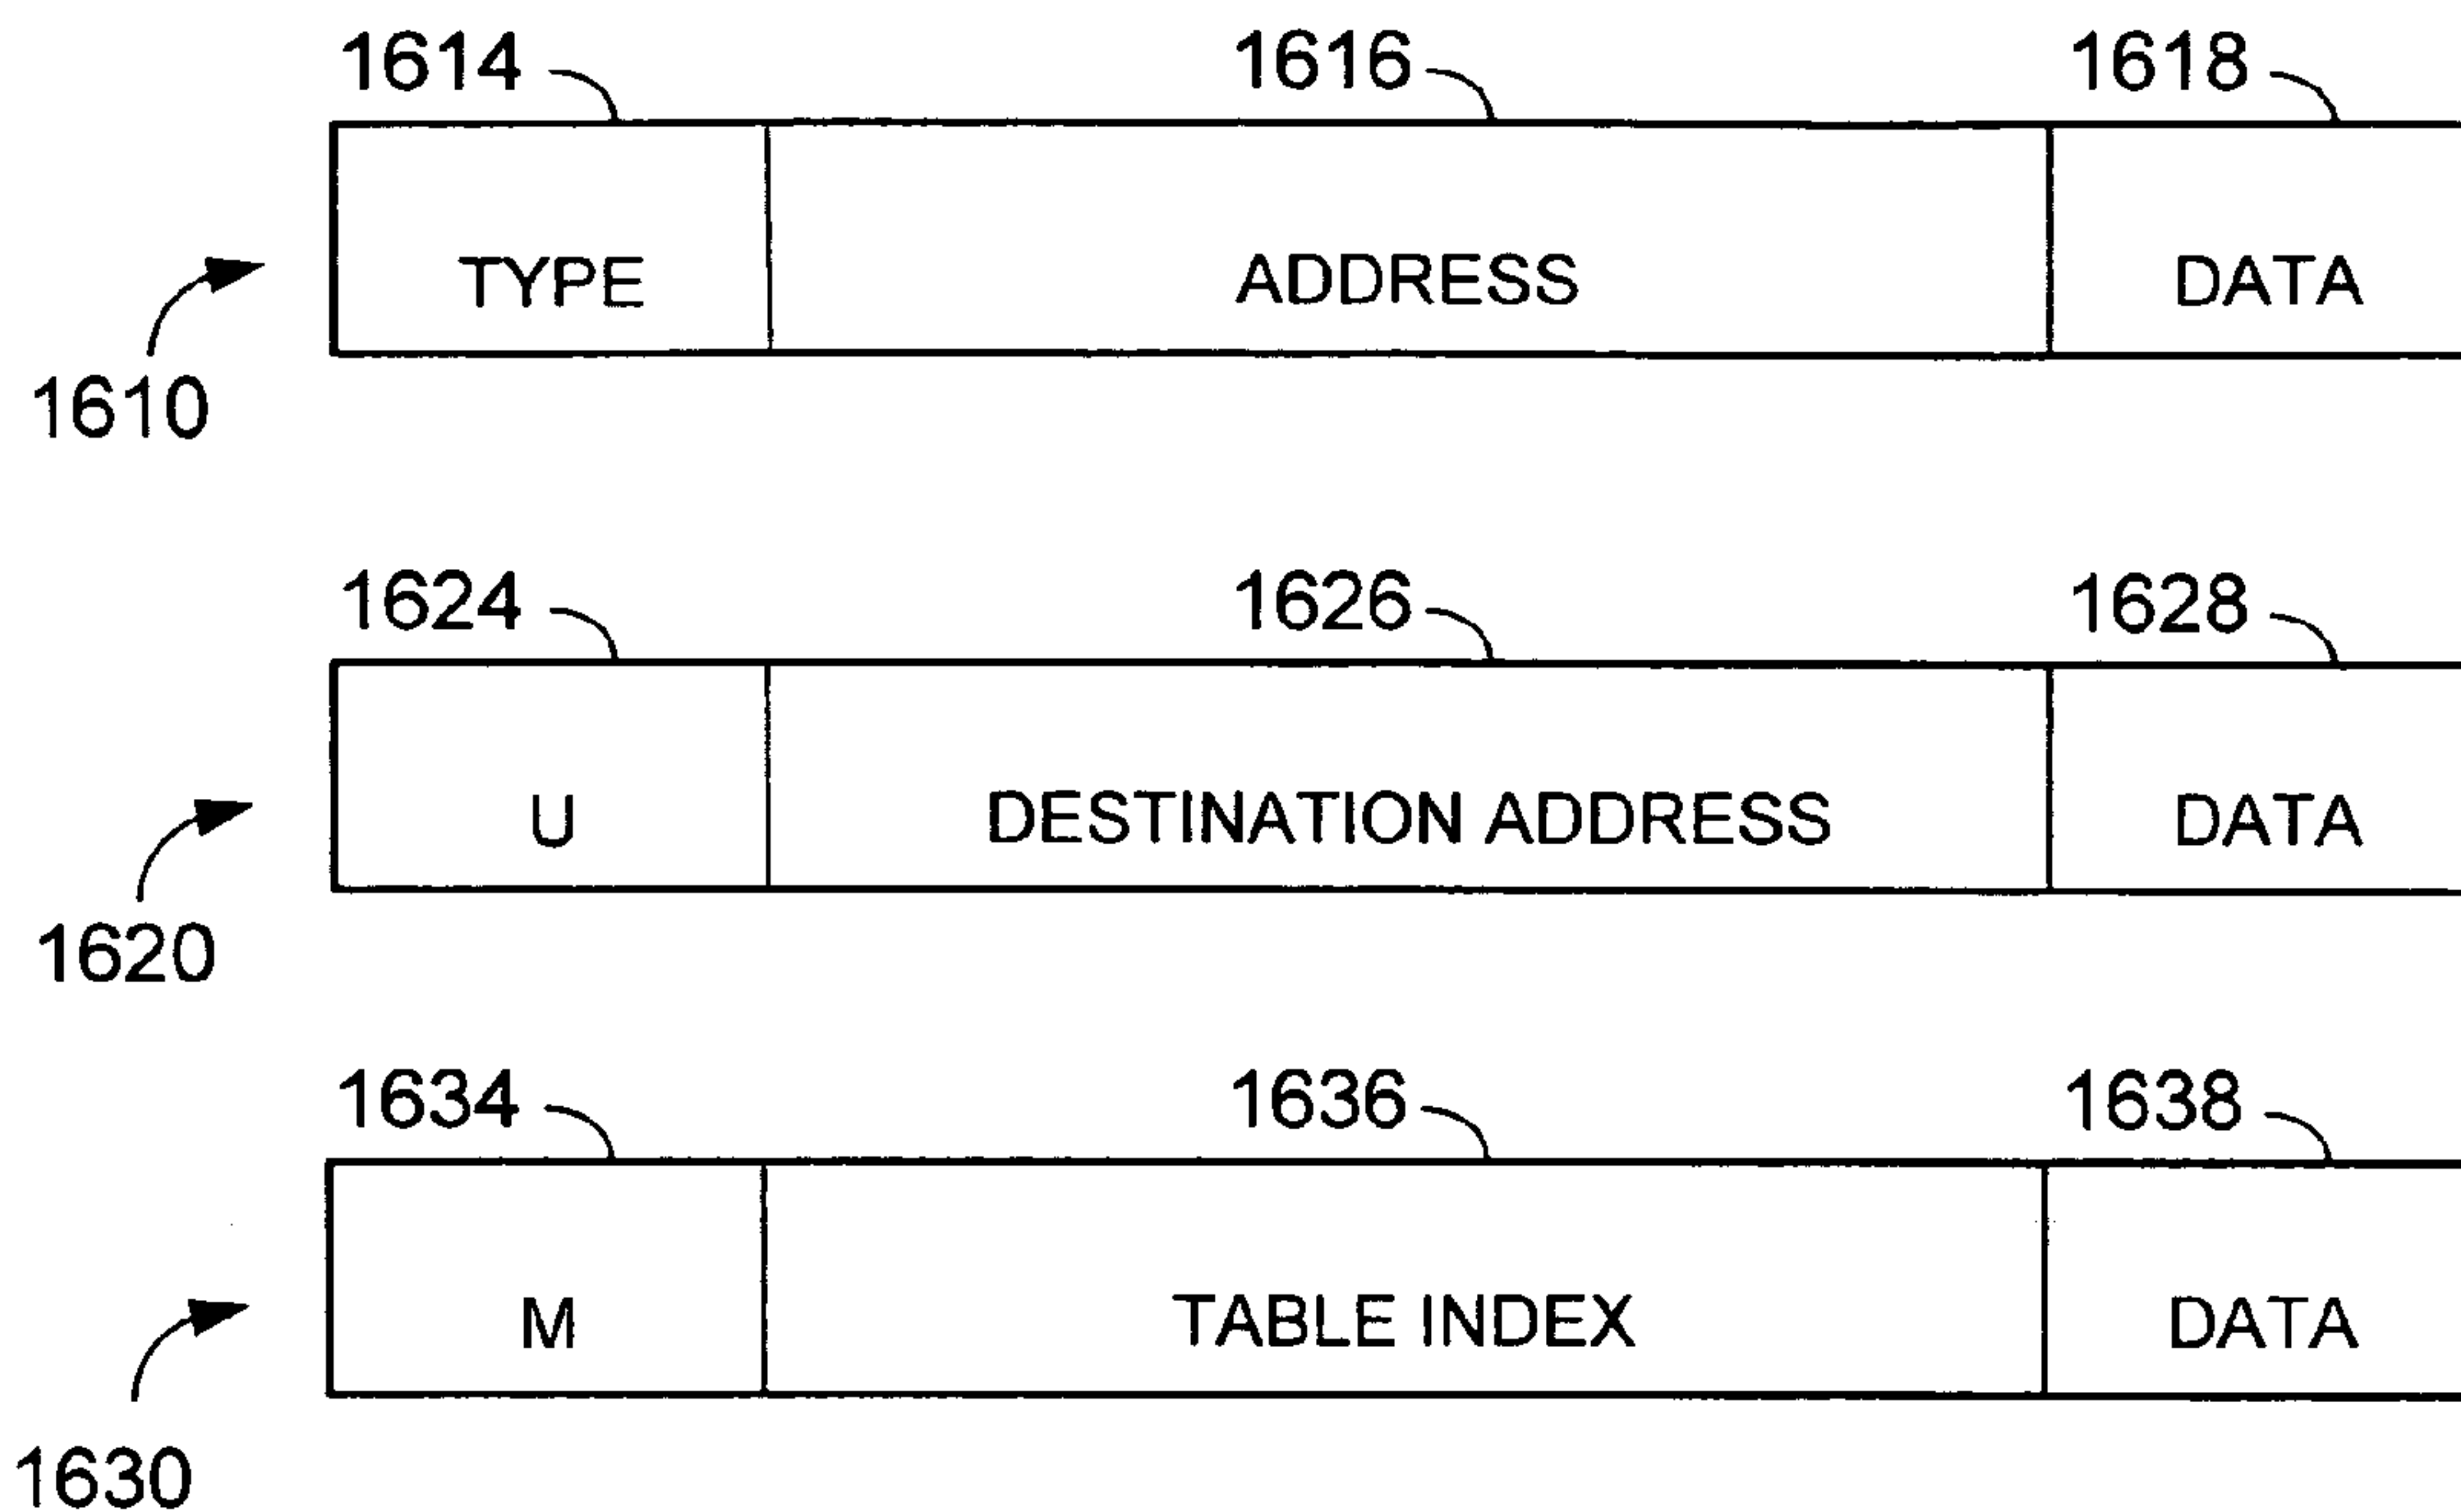 1614 1616 1618
TYPE ADDRESS DATA
1610
1624 1626 1628
U DESTINATION ADDRESS DATA
1620
1634 1636 1638
M TABLE INDEX DATA
1630